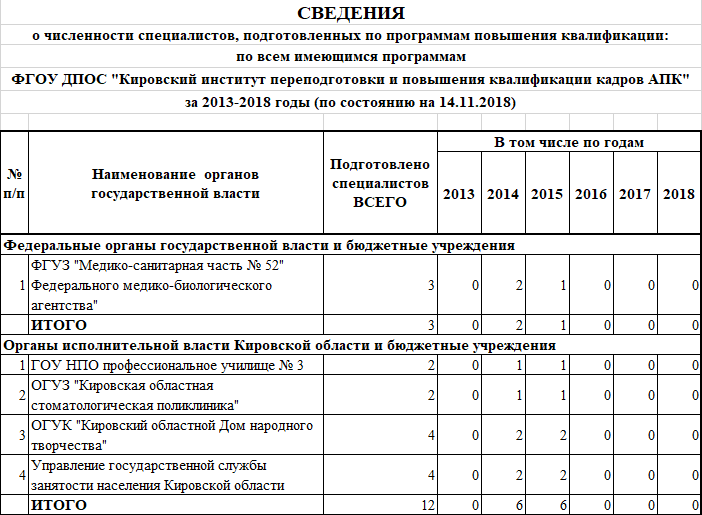 СВЕДЕНИЯ
о численности специалистов, подготовленных по программам повышения квалификации:
по всем имеющимся программам
ФГОУ ДПОС "Кировский институт переподготовки и повышения квалификации кадров АПК"
за 2013-2018 годы (по состоянию на 14.11.2018)
№ п/п Наименование органов государственной власти Подготовлено специалистов ВСЕГО В том числе по годам
2013 2014 2015 2016 2017 2018
Федеральные органы государственной власти и бюджетные учреждения
ФГУЗ "Медико-санитарная часть № 52"
1 Федерального медико-биологического 3 0 2 1 0 0 0
агентства"
ИТОГО 3 0 2 1 0 0 0
Органы исполнительной власти Кировской области и бюджетные учреждения
1 ГОУ НПО профессиональное училище № 3 2 0 1 1 0 0 0
2 ОГУЗ "Кировская областная 2 0 1 1 0 0 0
стоматологическая поликлиника"
3 ОГУК "Кировский областной Дом народного 4 0 2 2 0 0 0
творчества"
4 Управление государственной службы 4 0 2 2 0 0 0
занятости населения Кировской области
ИТОГО 12 0 6 6 0 0 0